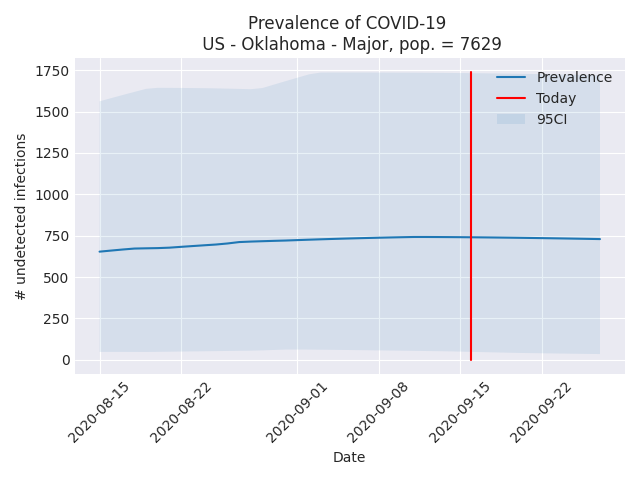 Prevalence of COVID-19
US - Oklahoma - Major, pop. = 7629
# undetected infections
1750
1500
1250
1000
750
500
250
0
Prevalence
Today
95CI
2020-08-15
2020-08-22
2020-09-01
2020-09-08
2020-09-15
2020-09-22
Date